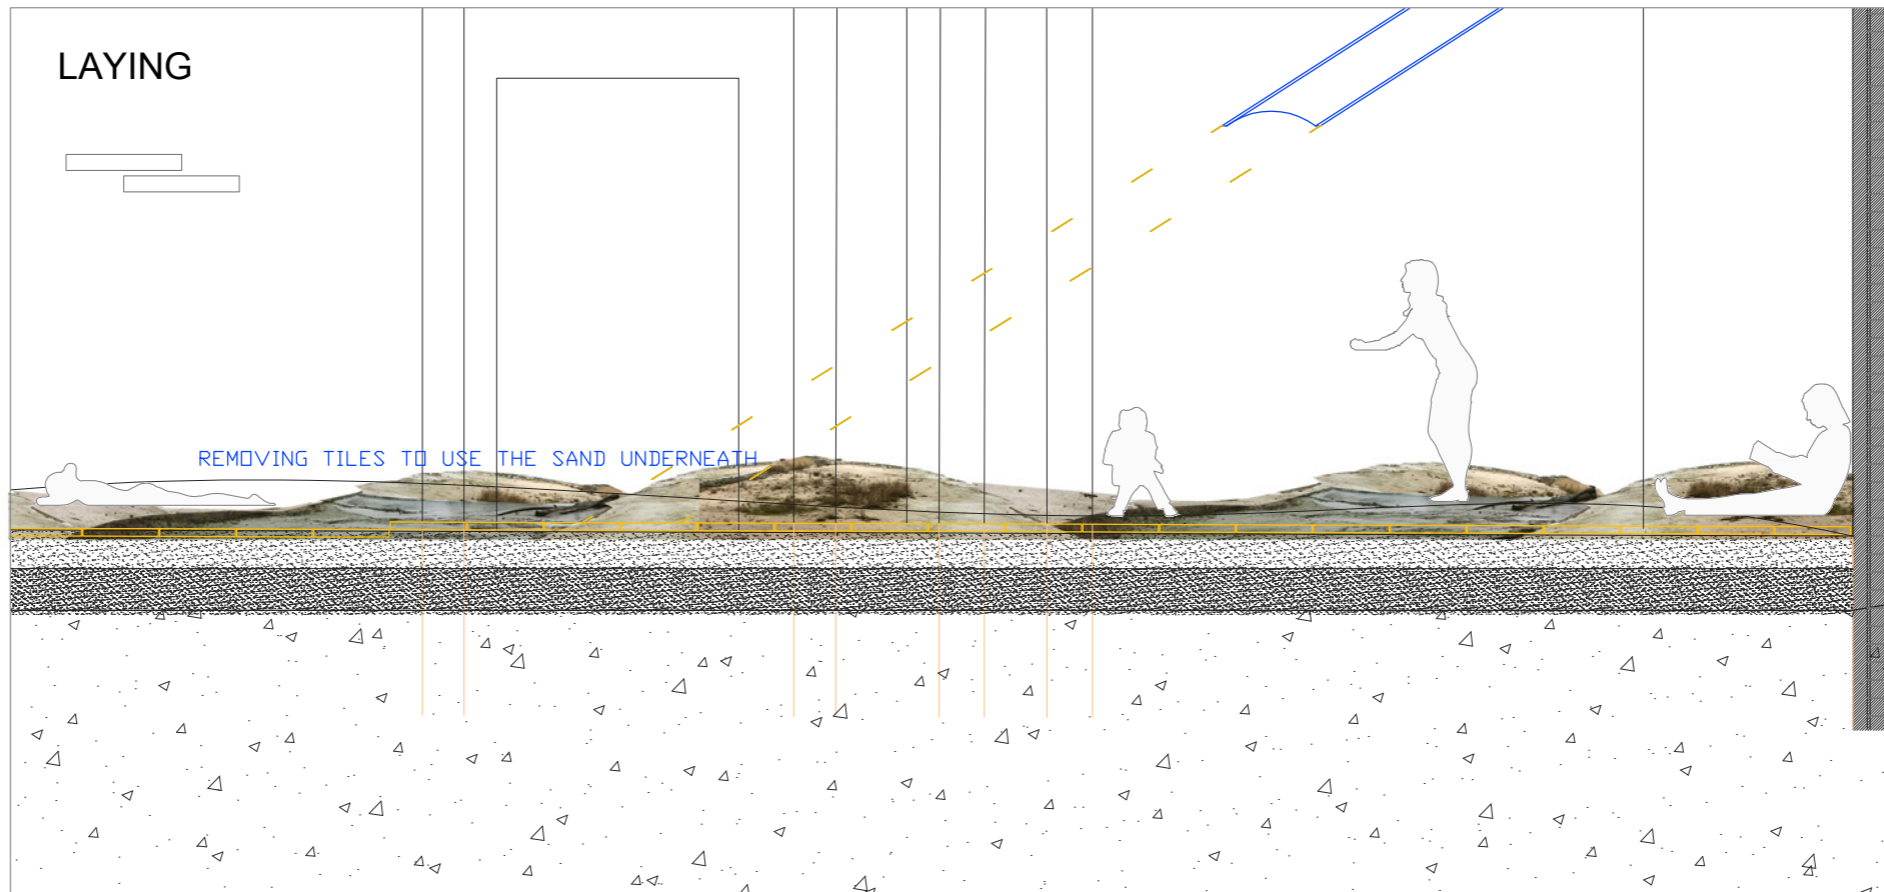 LAYING
REMOVING TILES TO USE THE SAND UNDERNEATH